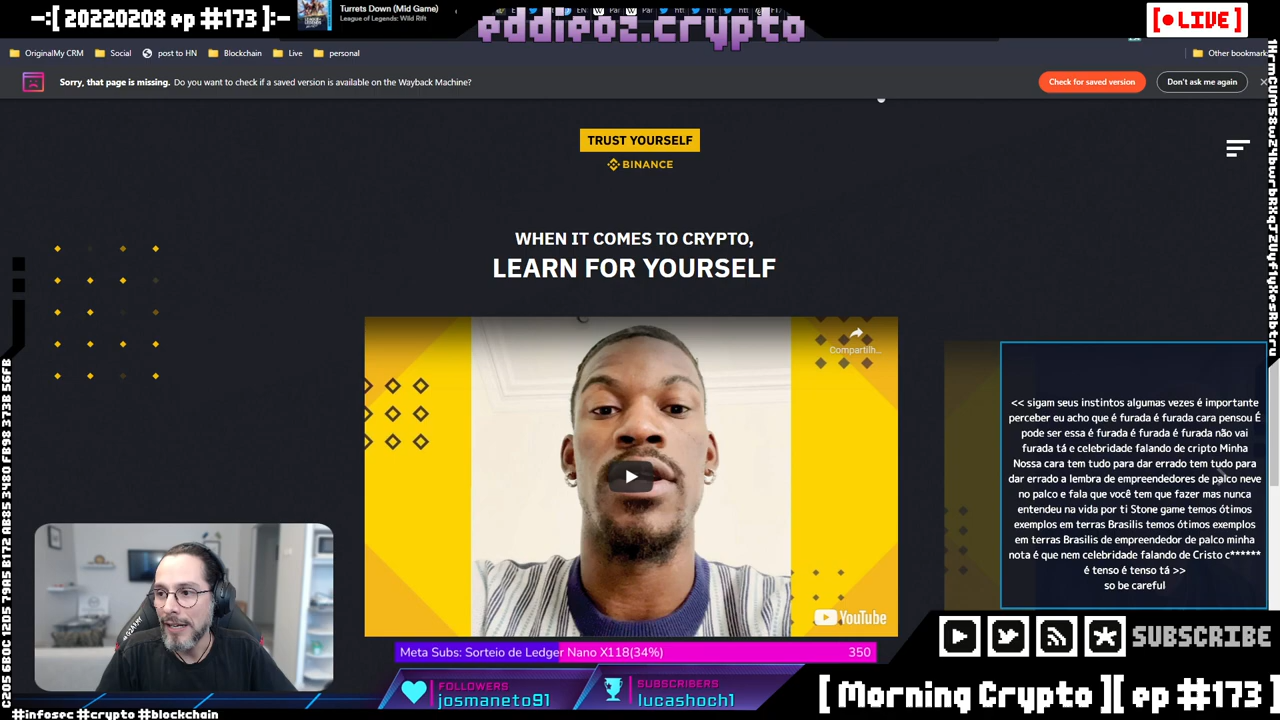 -:[ 20220208 ep #173 ]:-
Turrets Down (Mid Game)
League of Legends: Wild Rift
eddieoz.crypto
[• LIVE ]
OriginalMy CRM
Social
post to HN
Blockchain
Live
personal
Other bookmark
Sorry, that page is missing. Do you want to check if a saved version is available on the Wayback Machine?
Check for saved version
Don't ask me again
TRUST YOURSELF
BINANCE
WHEN IT COMES TO CRYPTO,
LEARN FOR YOURSELF
Compartilh...
YouTube
<< sigam seus instintos algumas vezes é importante
perceber eu acho que é furada é furada cara pensou É
pode ser essa é furada é furada é furada não vai
furada tá e celebridade falando de cripto Minha
Nossa cara tem tudo para dar errado tem tudo para
dar errado a lembra de empreendedores de palco neve
no palco e fala que você tem que fazer mas nunca
entendeu na vida por ti Stone game temos ótimos
exemplos em terras Brasilis temos ótimos exemplos
em terras Brasilis de empreendedor de palco minha
nota é que nem celebridade falando de Cristo c******
é tenso é tenso tá >>
so be careful
Meta Subs: Sorteio de Ledger Nano X118(34%)
350
FOLLOWERS
josmaneto91
SUBSCRIBERS
lucashoch1
SUBSCRIBE
[ Morning Crypto ][ ep #173 ]
#infosec #crypto #blockchain